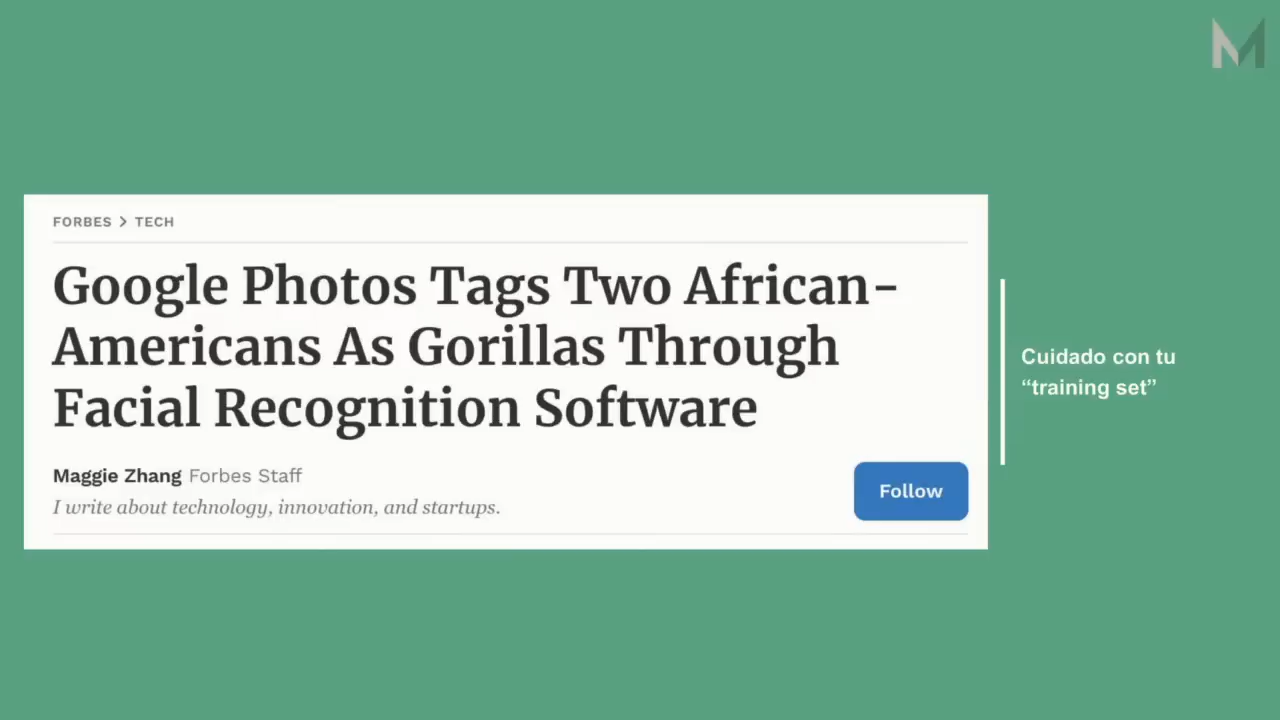 FORBES > TECH
Google Photos Tags Two African-
Americans As Gorillas Through
Facial Recognition Software
Maggie Zhang Forbes Staff
I write about technology, innovation, and startups.
Follow
Cuidado con tu
“training set”
M